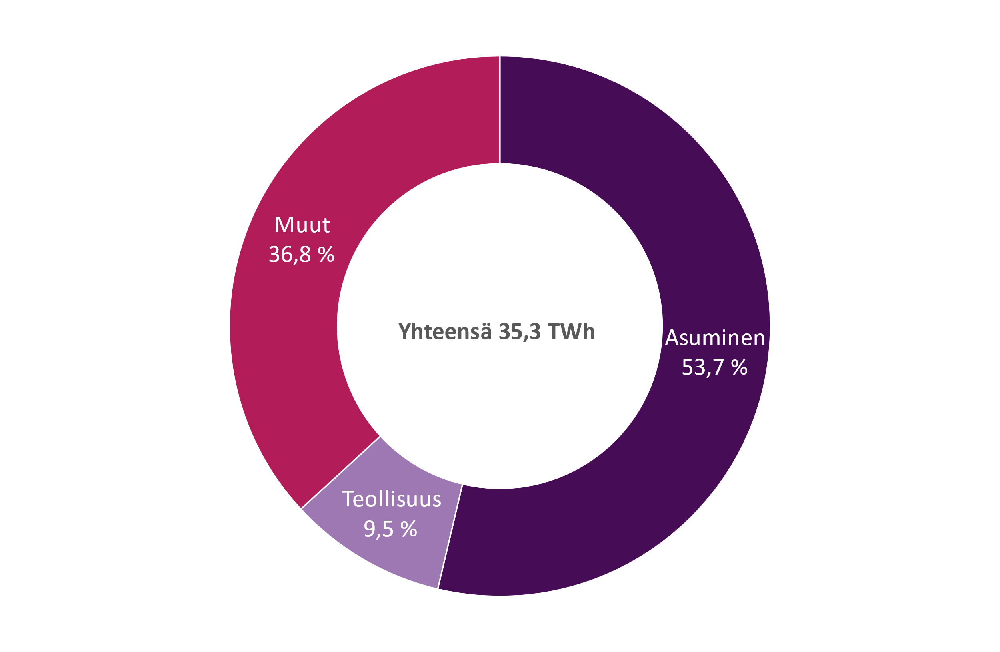 Muut
36,8 %
Yhteensä 35,3 TWh
Asuminen
53,7 %
Teollisuus
9,5 %